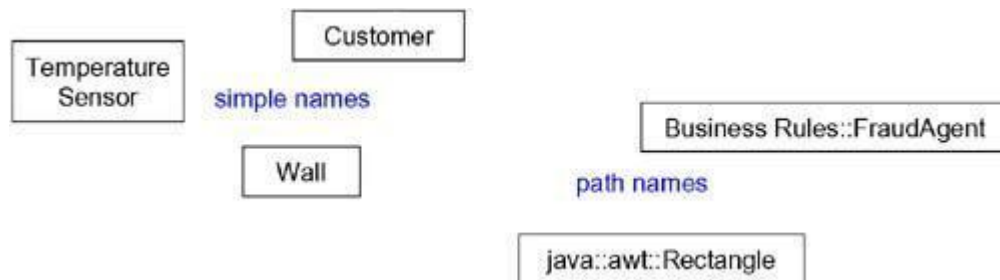 Customer
Temperature
Sensor
simple names
Business Rules::FraudAgent
Wall
path names
java::awt::Rectangle